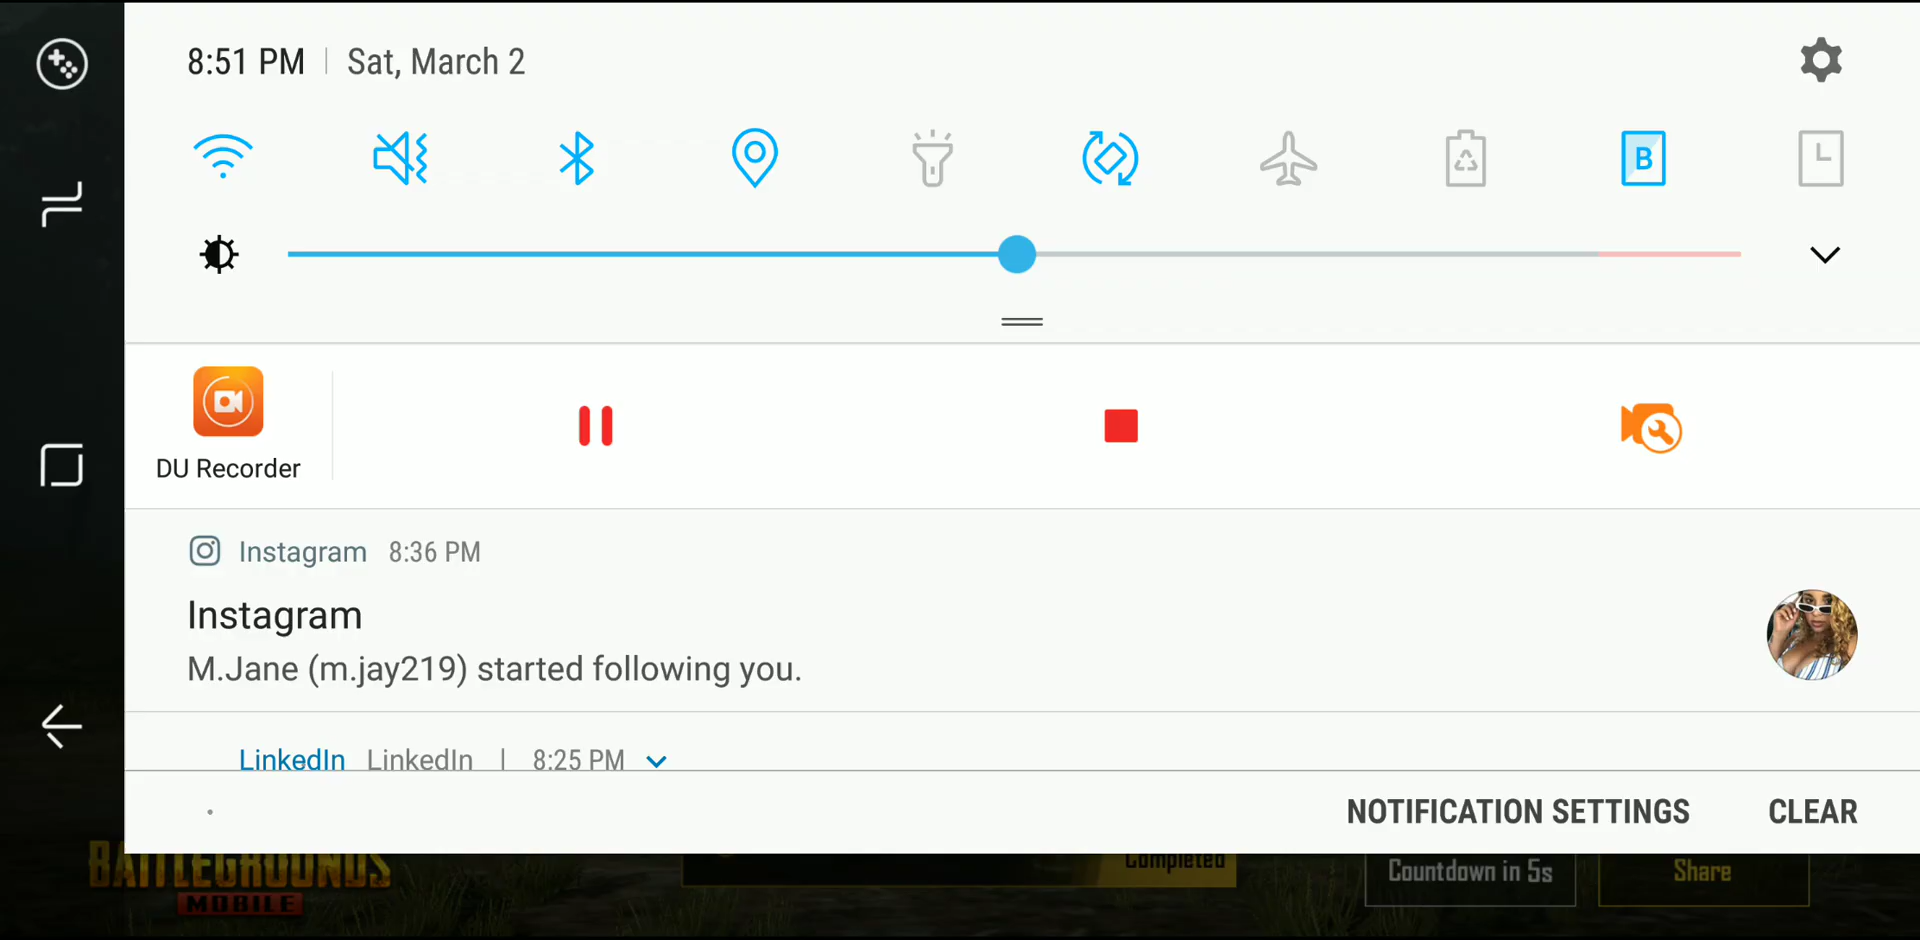 8:51 PM | Sat, March 2
B
L
DU Recorder
Instagram 8:36 PM
Instagram
M.Jane (m.jay219) started following you.
LinkedIn LinkedIn | 8:25 PM
NOTIFICATION SETTINGS CLEAR
BATTLEGROUNDS
MOBILE
Completed
Countdown in 5s
Share